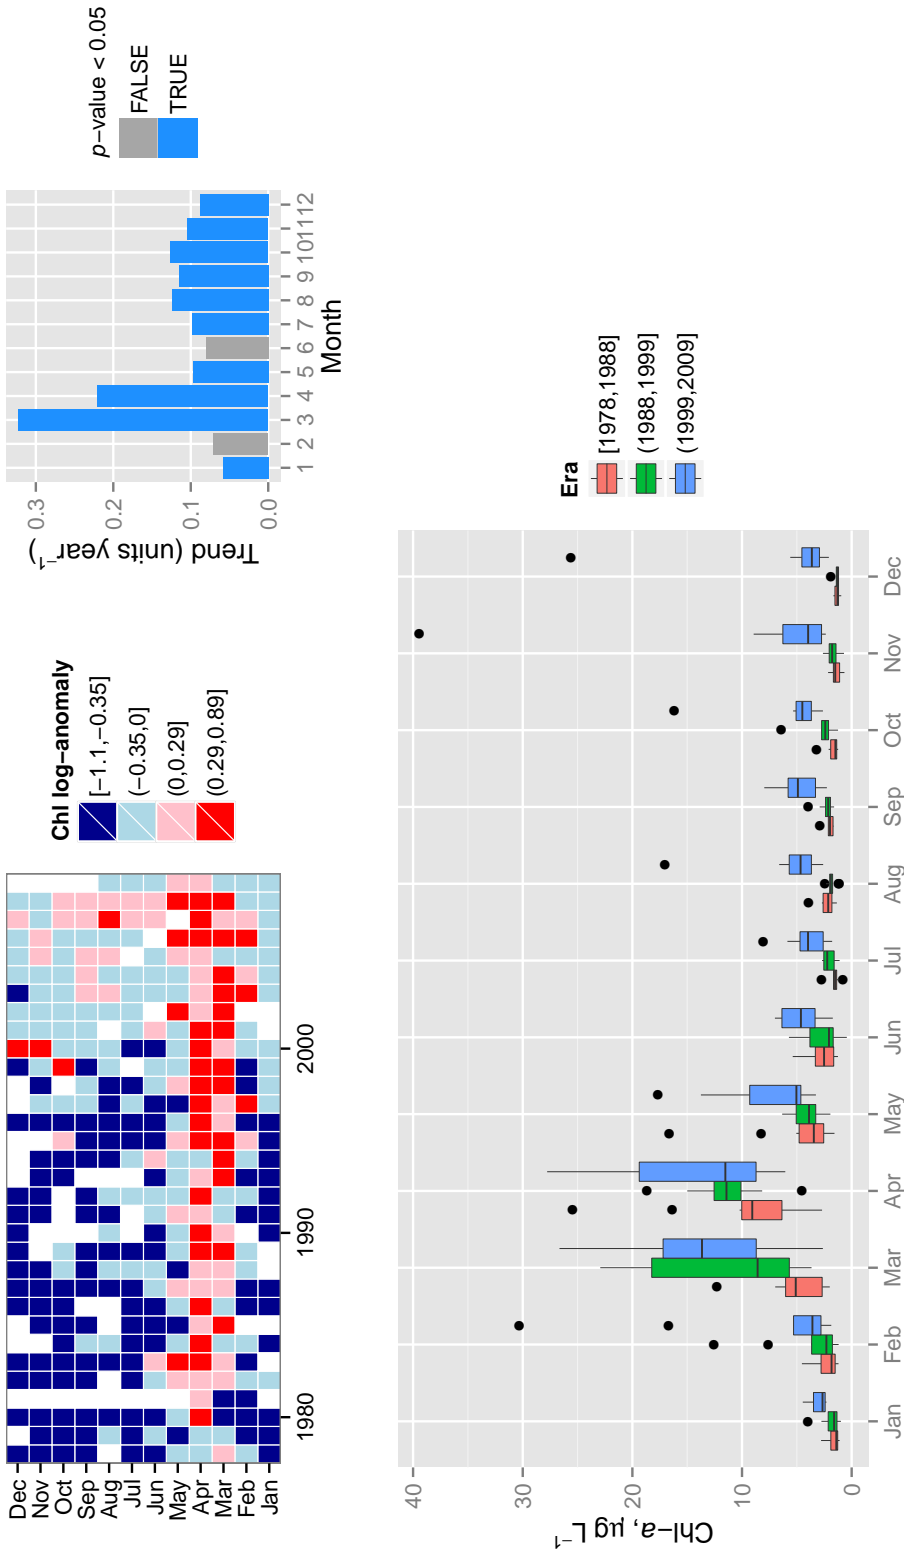 Dec
Nov
Oct
Sep
Aug
Jul
Jun
May
Apr
Mar
Feb
Jan
1980
1990
2000
Chl log−anomaly
[−1.1,−0.35]
(−0.35,0]
(0,0.29]
(0.29,0.89]
Trend (units year⁻¹)
0.3
0.2
0.1
0.0
1 2 3 4 5 6 7 8 9 10 11 12
Month
p−value < 0.05
FALSE
TRUE
Chl−a, µg L⁻¹
40
30
20
10
0
Jan Feb Mar Apr May Jun Jul Aug Sep Oct Nov Dec
Era
[1978,1988]
(1988,1999]
(1999,2009]